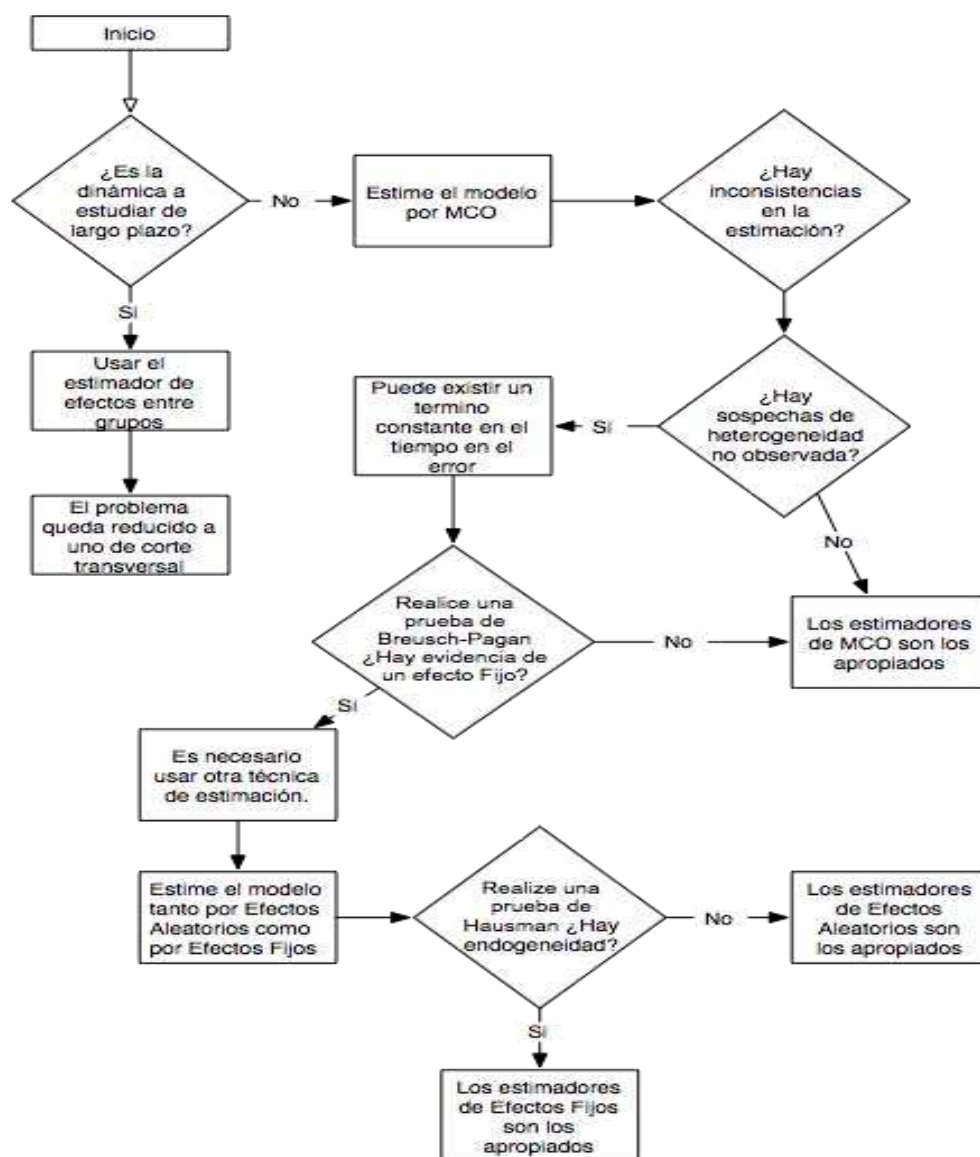 Inicio
¿Es la
dinámica a
estudiar de
largo plazo?
No
Estime el modelo
por MCO
¿Hay
inconsistencias
en la
estimación?
Si
Usar el
estimador de
efectos entre
grupos
El problema
queda reducido a
uno de corte
transversal
¿Hay
sospechas de
heterogeneidad
no observada?
Si
Puede existir un
termino
constante en el
tiempo en el
error
No
Los estimadores
de MCO son los
apropiados
Realice una
prueba de
Breusch-Pagan
¿Hay evidencia de
un efecto Fijo?
No
Si
Es necesario
usar otra técnica
de estimación.
Estime el modelo
tanto por Efectos
Aleatorios como
por Efectos Fijos
Realize una
prueba de
Hausman ¿Hay
endogeneidad?
No
Los estimadores
de Efectos
Aleatorios son
los apropiados
Si
Los estimadores
de Efectos Fijos
son los
apropiados